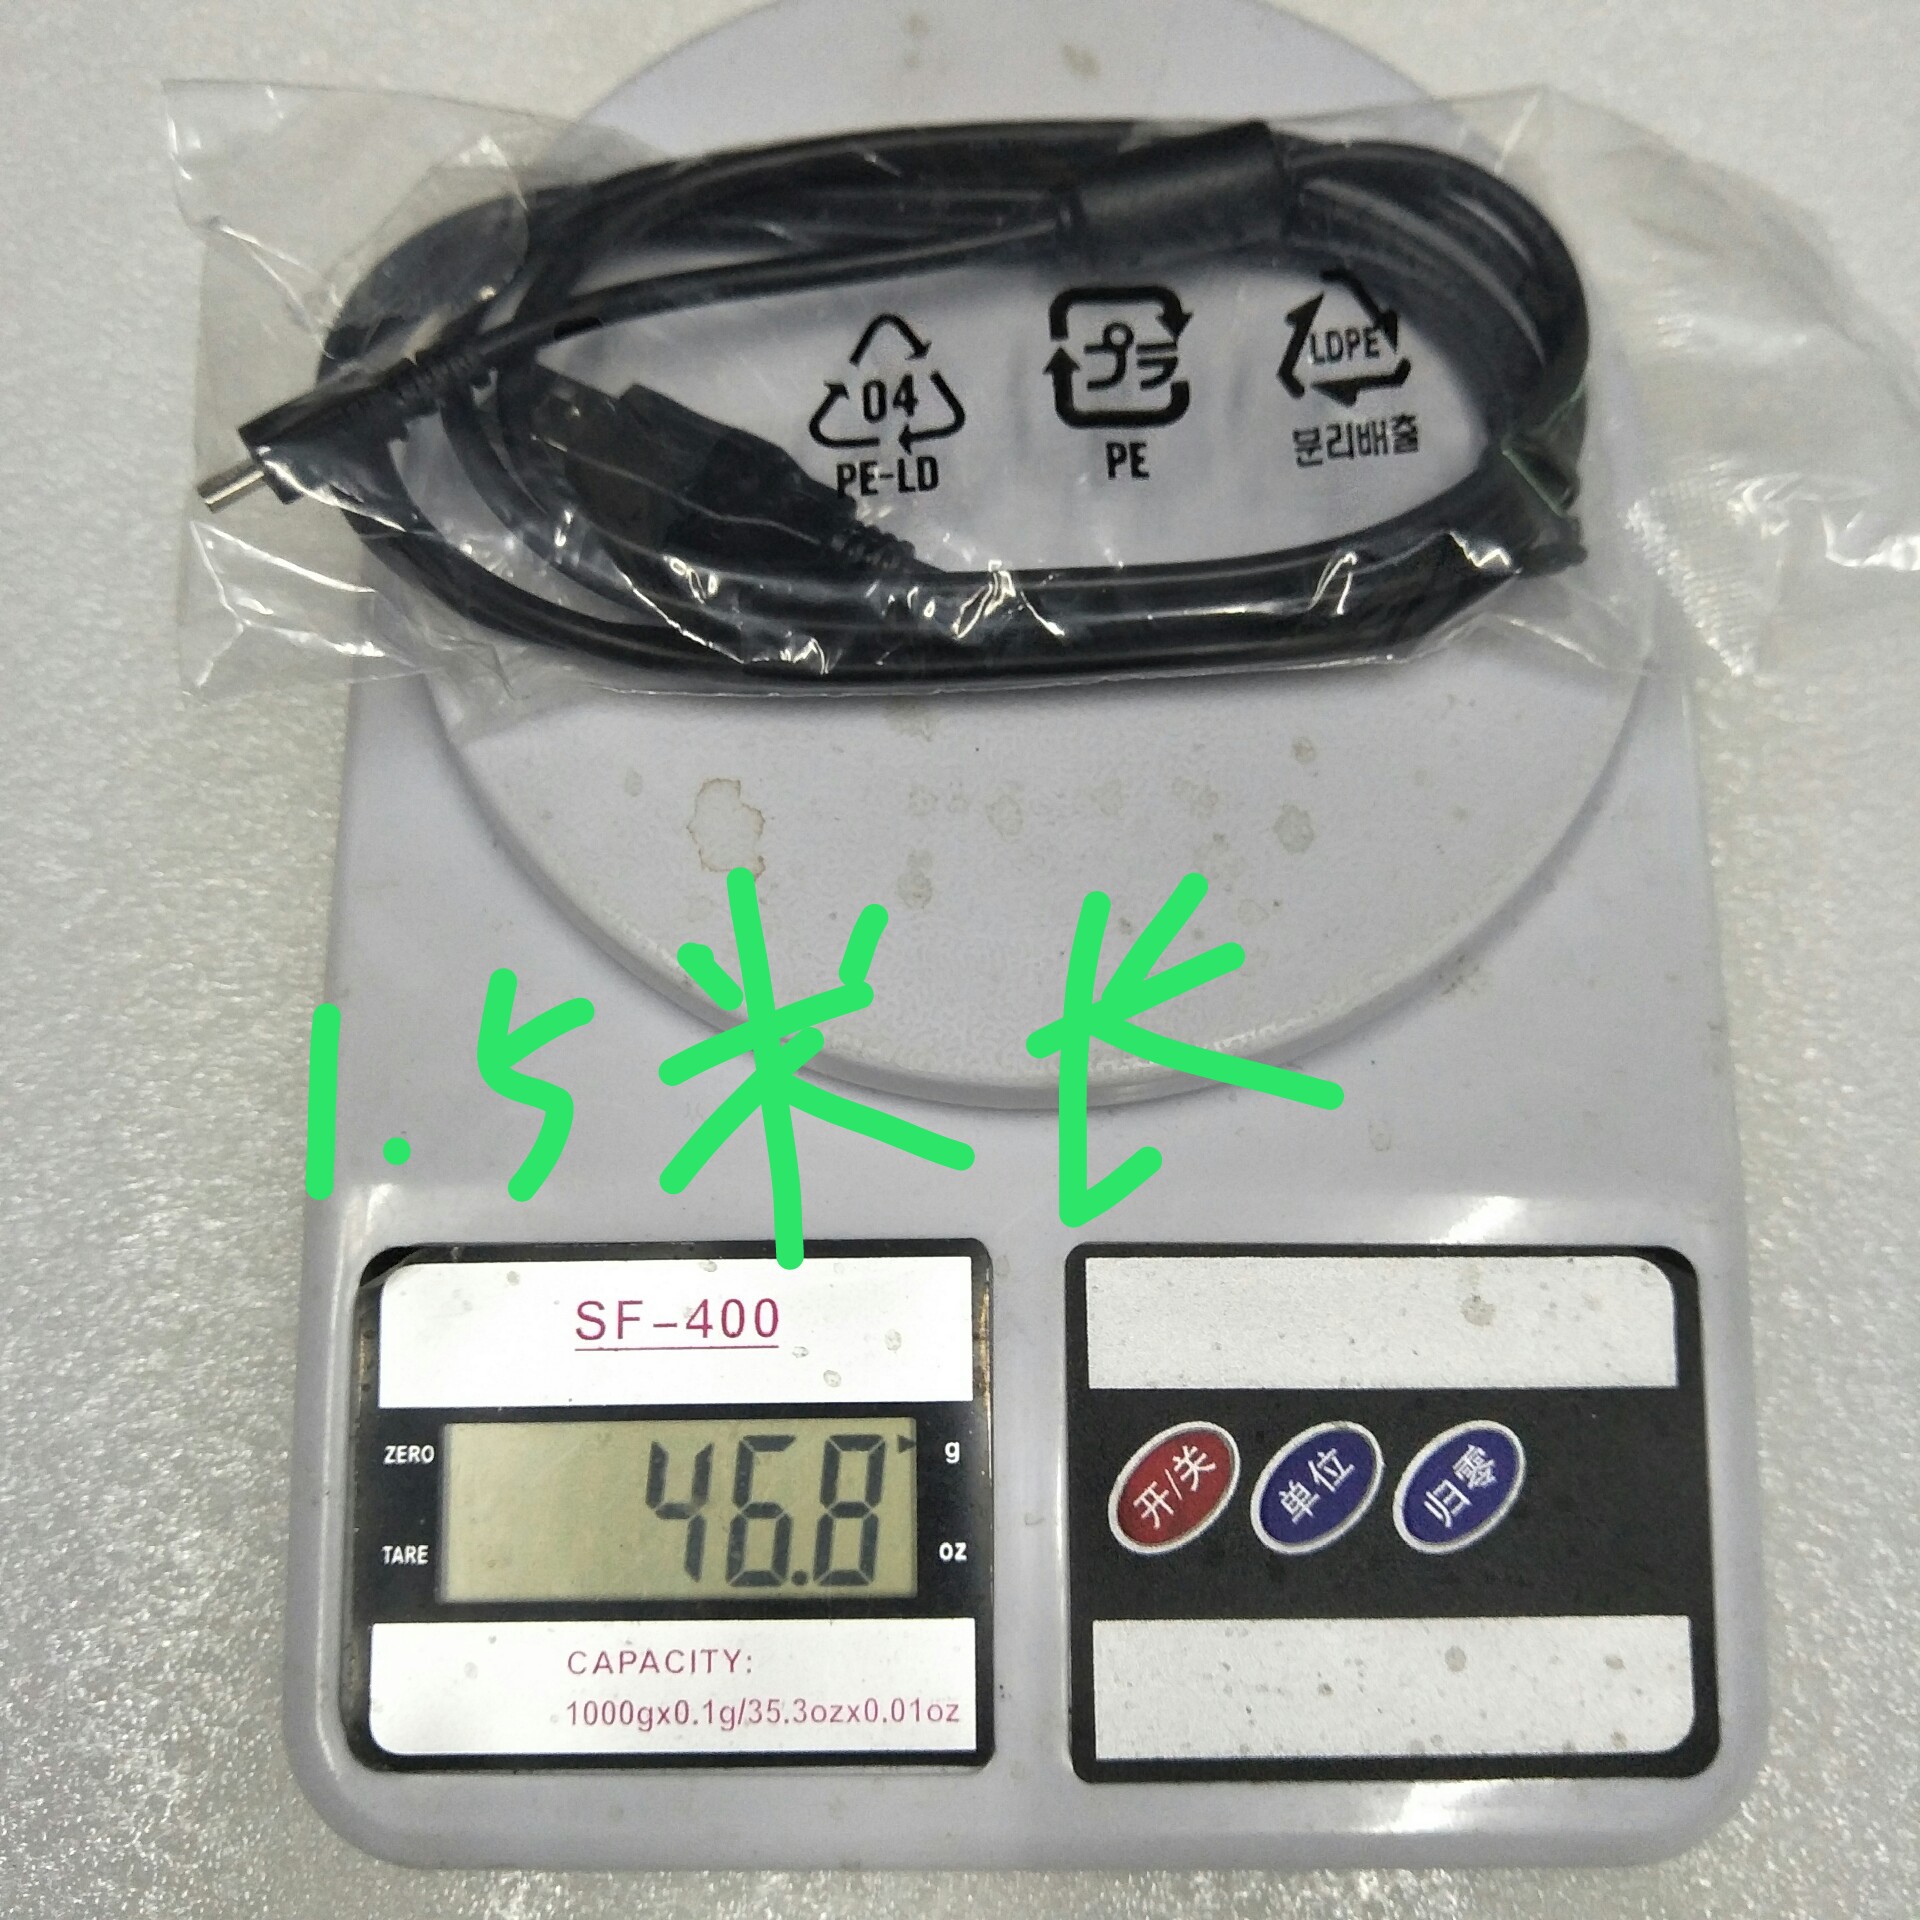 04
PE-LD
プラ
PE
LDPE
분리배출
1.5米长
SF-400
ZERO
TARE
46.8
g
oz
CAPACITY:
1000gx0.1g/35.3ozx0.01oz
开/关
单位
归零